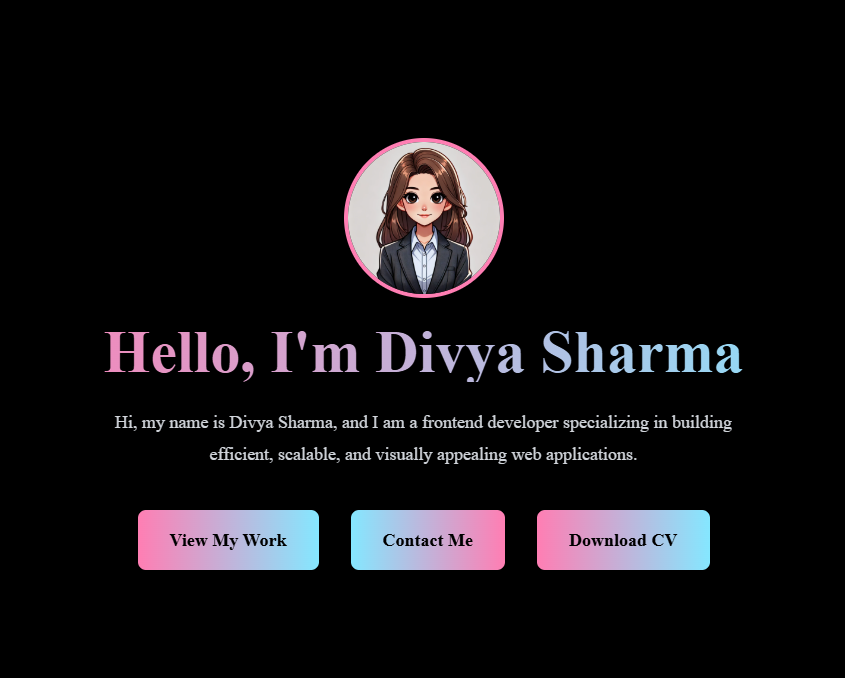 Hello, I'm Divya Sharma
Hi, my name is Divya Sharma, and I am a frontend developer specializing in building
efficient, scalable, and visually appealing web applications.
View My Work
Contact Me
Download CV